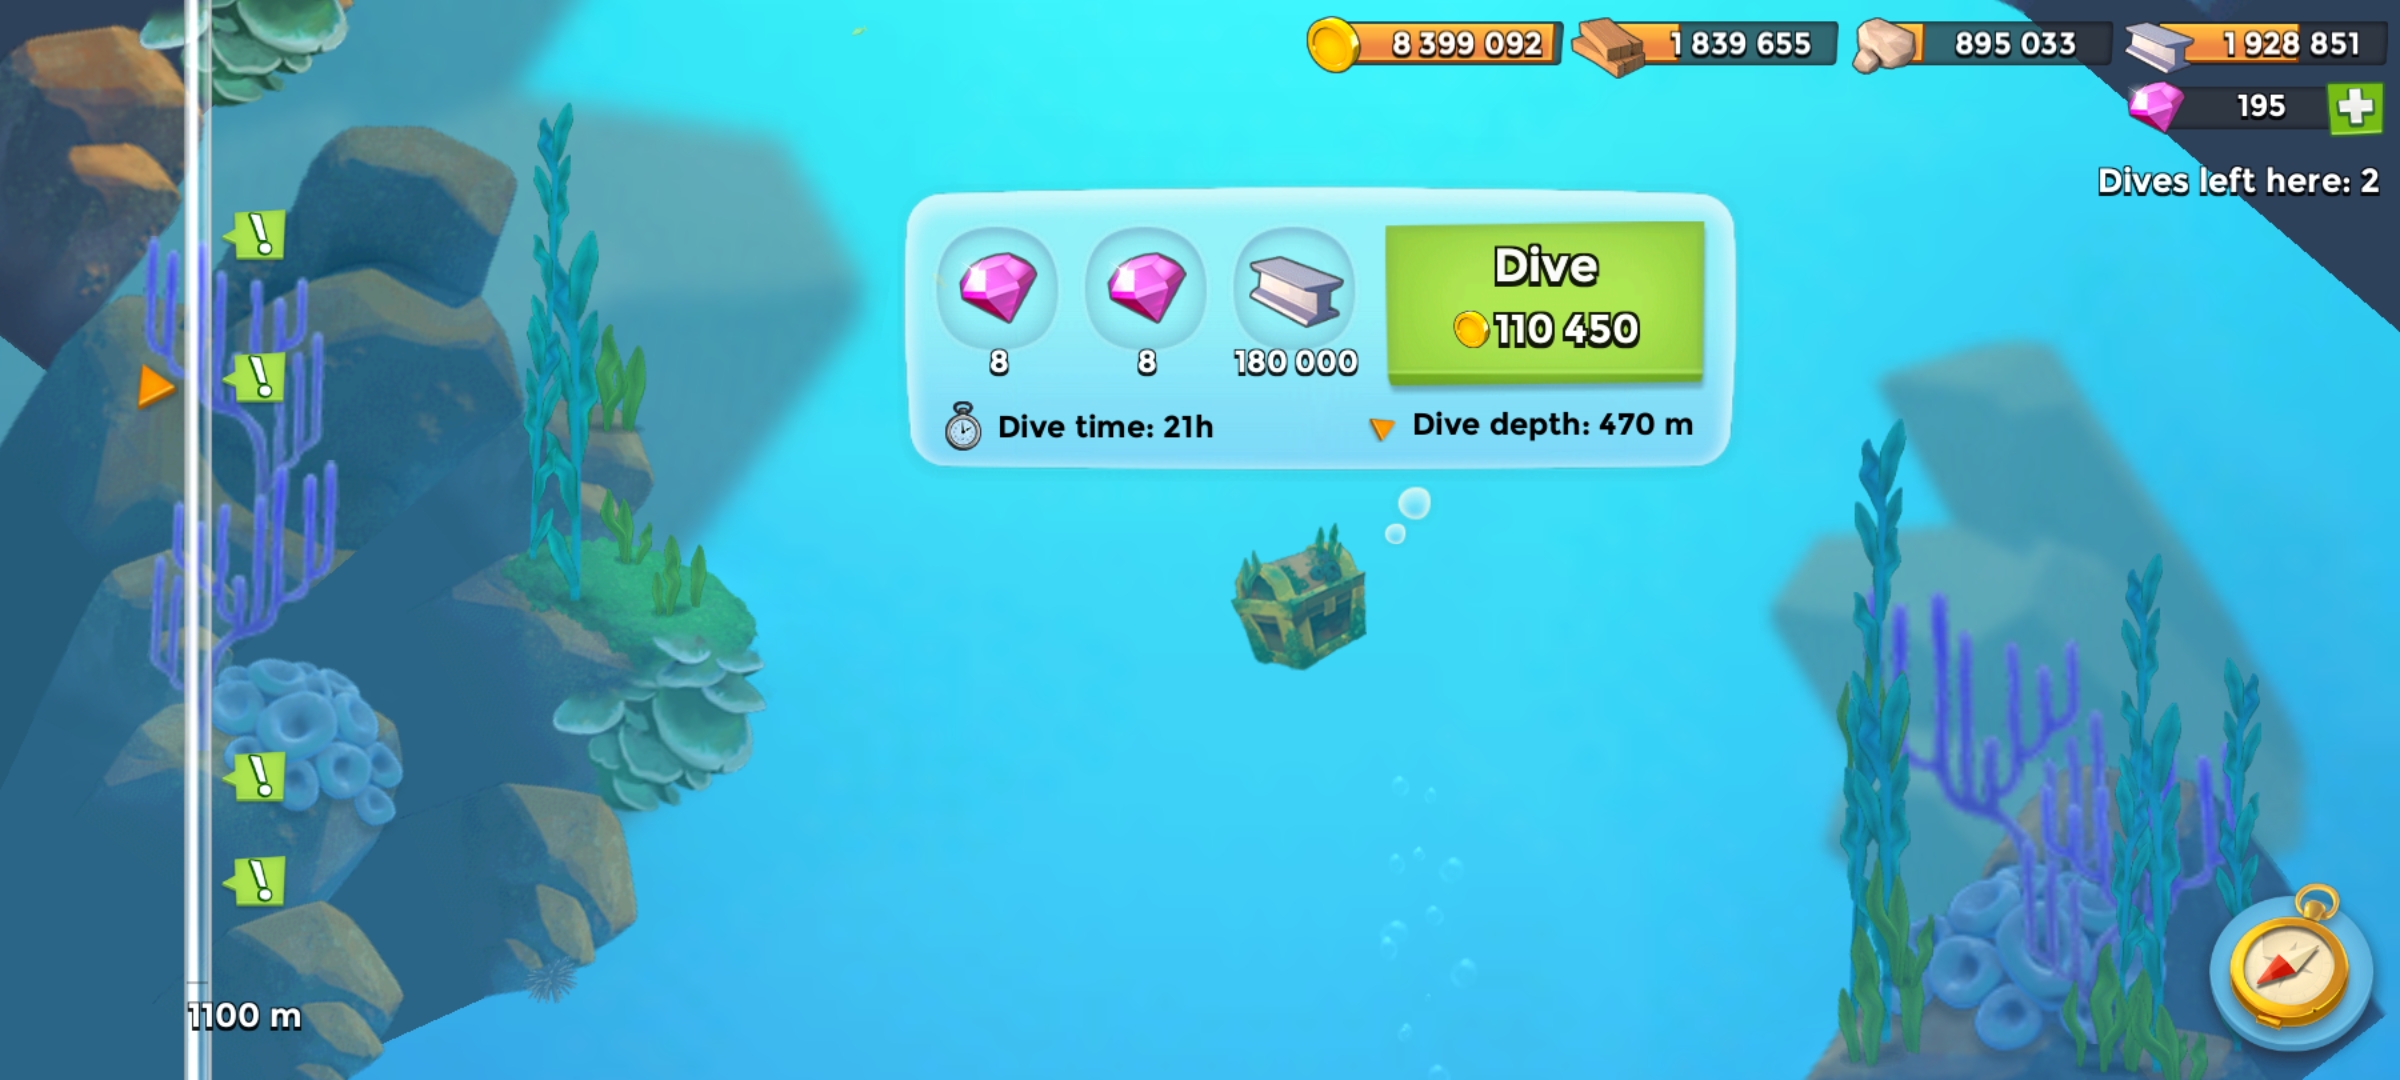 8 399 092
1 839 655
895 033
1 928 851
195
Dives left here: 2
8
8
180 000
Dive
110 450
Dive time: 21h
Dive depth: 470 m
!
!
!
!
1100 m